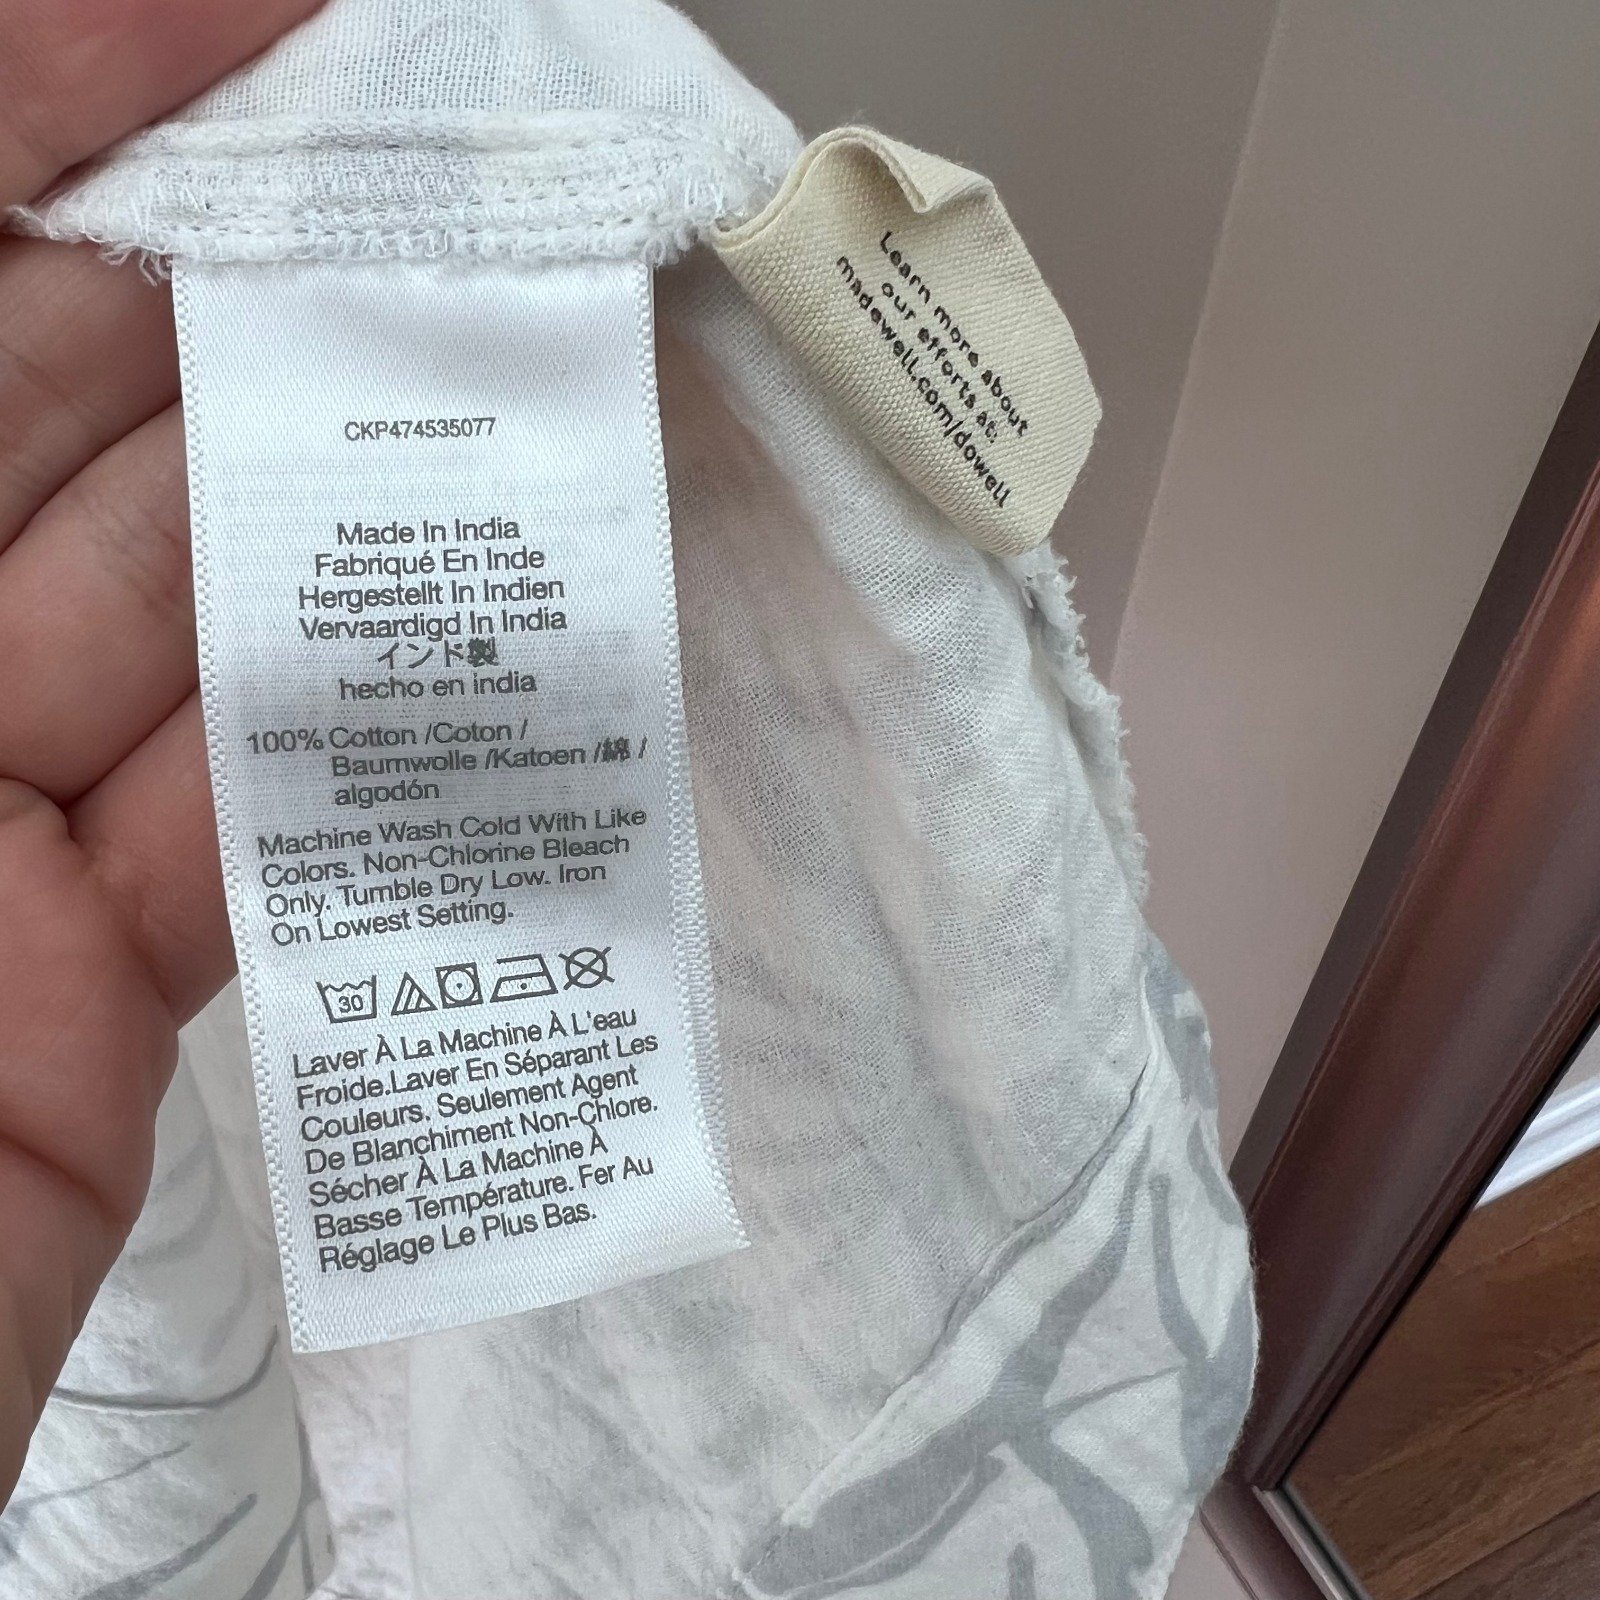 CKP474535077
Made In India
Fabriqué En Inde
Hergestellt In Indien
Vervaardigd In India
インド製
hecho en india
100% Cotton /Coton /
Baumwolle /Katoen /綿 /
algodón
Machine Wash Cold With Like
Colors. Non-Chlorine Bleach
Only. Tumble Dry Low. Iron
On Lowest Setting.
30
Laver À La Machine À L'eau
Froide.Laver En Séparant Les
Couleurs. Seulement Agent
De Blanchiment Non-Chlore.
Sécher À La Machine À
Basse Température. Fer Au
Réglage Le Plus Bas.
Learn more about
our efforts at:
madewell.com/dowell